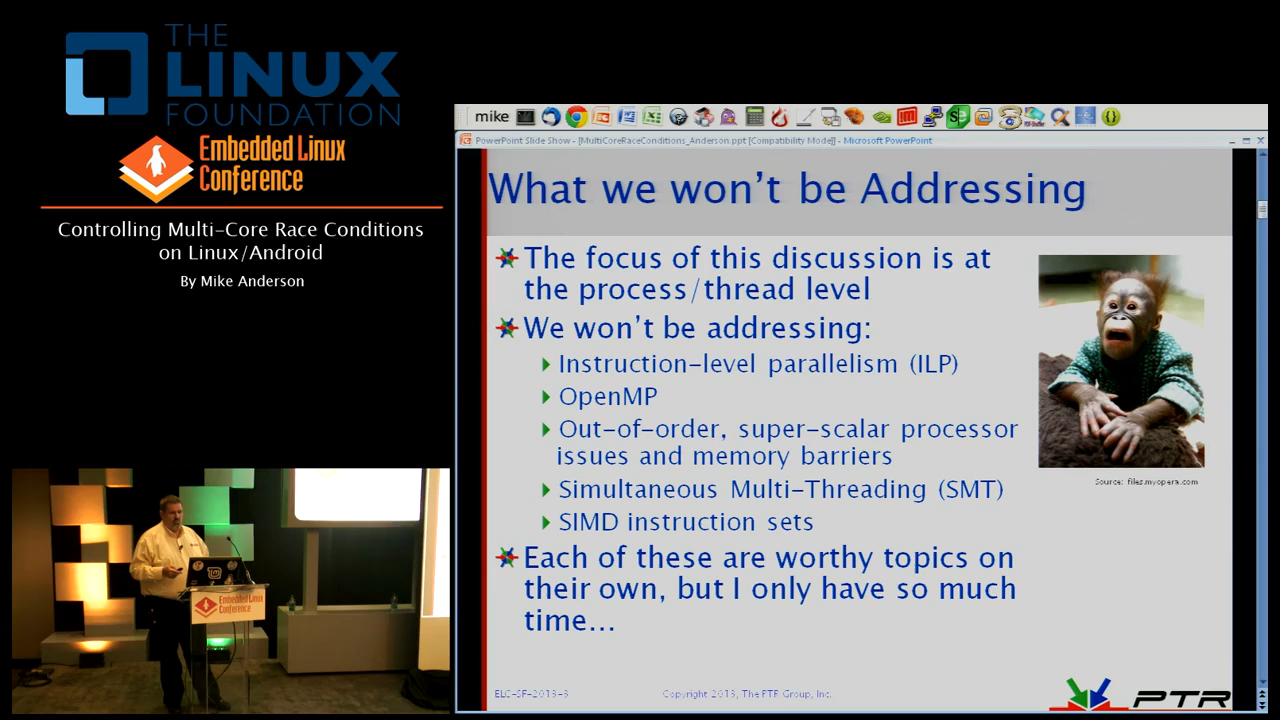 THE
LINUX
FOUNDATION
Embedded Linux
Conference
Controlling Multi-Core Race Conditions
on Linux/Android
By Mike Anderson
mike
PowerPoint Slide Show - [MultiCoreRaceConditions_Anderson.ppt [Compatibility Mode]] - Microsoft PowerPoint
What we won't be Addressing
The focus of this discussion is at
the process/thread level
We won't be addressing:
Instruction-level parallelism (ILP)
OpenMP
Out-of-order, super-scalar processor
issues and memory barriers
Simultaneous Multi-Threading (SMT)
SIMD instruction sets
Each of these are worthy topics on
their own, but I only have so much
time...
Source: files.myopera.com
ELC-SF-2013-3
Copyright 2013, The PTR Group, Inc.
PTR
Embedded Linux
Conference